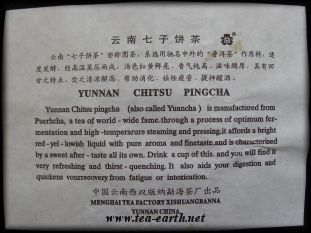 云南七子饼茶
云南“七子饼茶”亦称圆茶，系选用驰名中外的“普洱茶”作原料，适
度发酵，经高温蒸压而成，汤色红黄鲜亮，香气纯高，滋味醇厚，具有回
甘之特点，饮之清凉解渴，帮助消化，祛除疲劳，提神醒酒。
YUNNAN CHITSU PINGCHA
Yunnan Chitsu pingcha (also called Yuancha) is manufactured from
Puerhcha, a tea of world - wide fame.through a process of optimum fer-
mentation and high -temperarure steaming and pressing,it affords a bright
red - yel - lowish liquid with pure aroma and finetaste,and is characterised
by a sweet after - taste all its own. Drink a cup of this. and you will find it
very refreshing and thirst - quenching. It also aids your digestion and
quickens yourrecovery from fatigue or intoxication.
中国云南西双版纳勐海茶厂出品
MENGHAI TEA FACTORY XISHUANGBANNA
YUNNAN CHINA
www.tea-earth.net